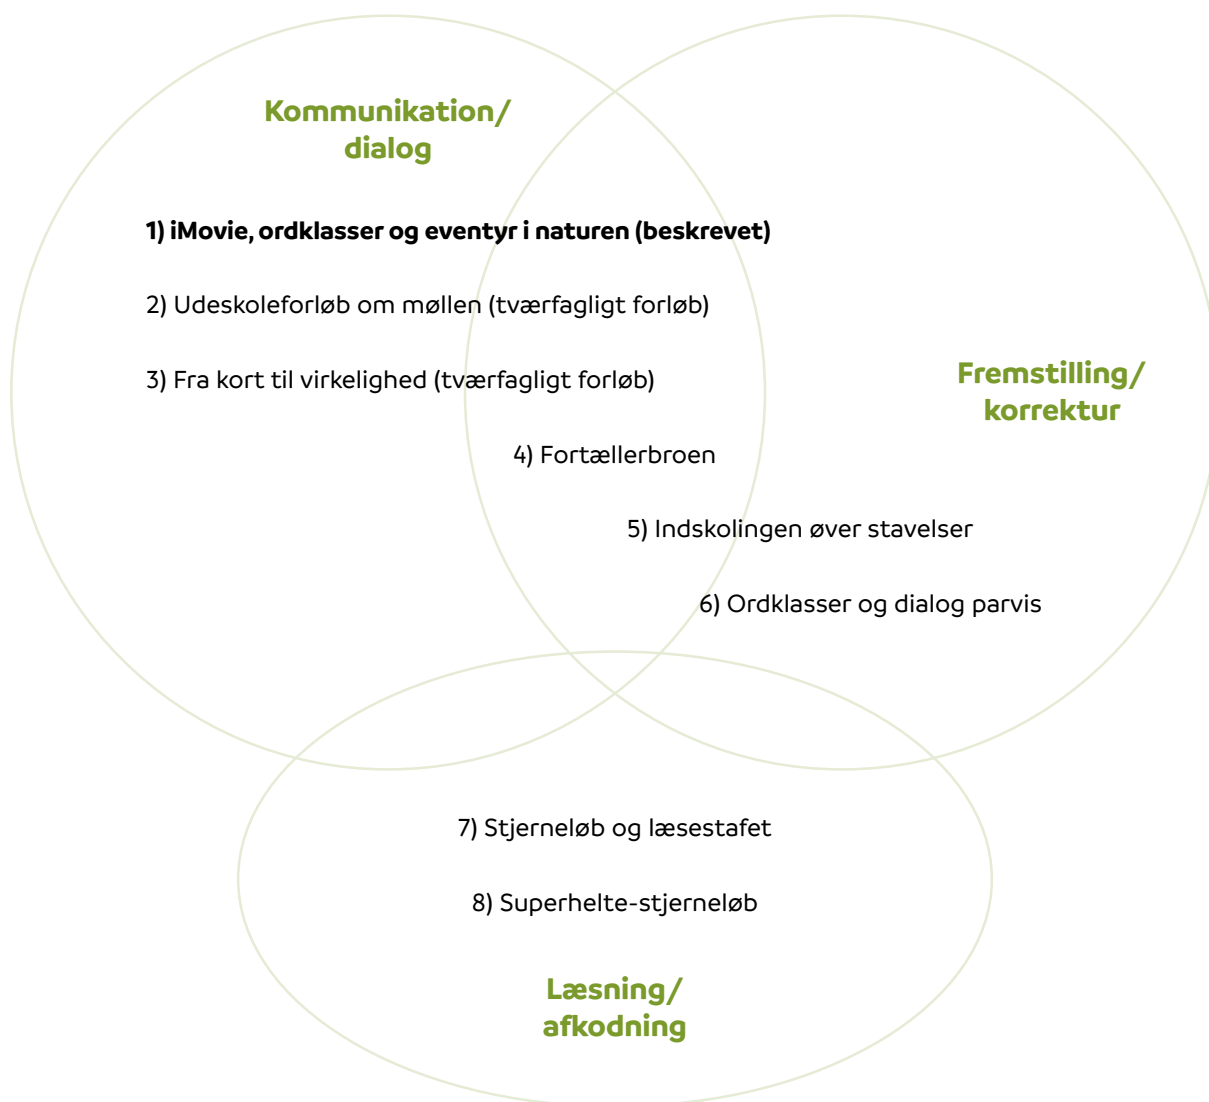 Kommunikation/
dialog
1) iMovie, ordklasser og eventyr i naturen (beskrevet)
2) Udeskoleforløb om møllen (tværfagligt forløb)
3) Fra kort til virkelighed (tværfagligt forløb)
Fremstilling/
korrektur
4) Fortællerbroen
5) Indskolingen øver stavelser
6) Ordklasser og dialog parvis
7) Stjerneløb og læsestafet
8) Superhelte-stjerneløb
Læsning/
afkodning